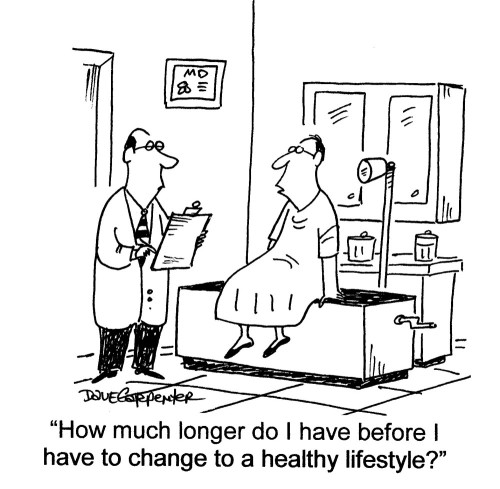 MD
DAVE CARPENTER
“How much longer do I have before I
have to change to a healthy lifestyle?”